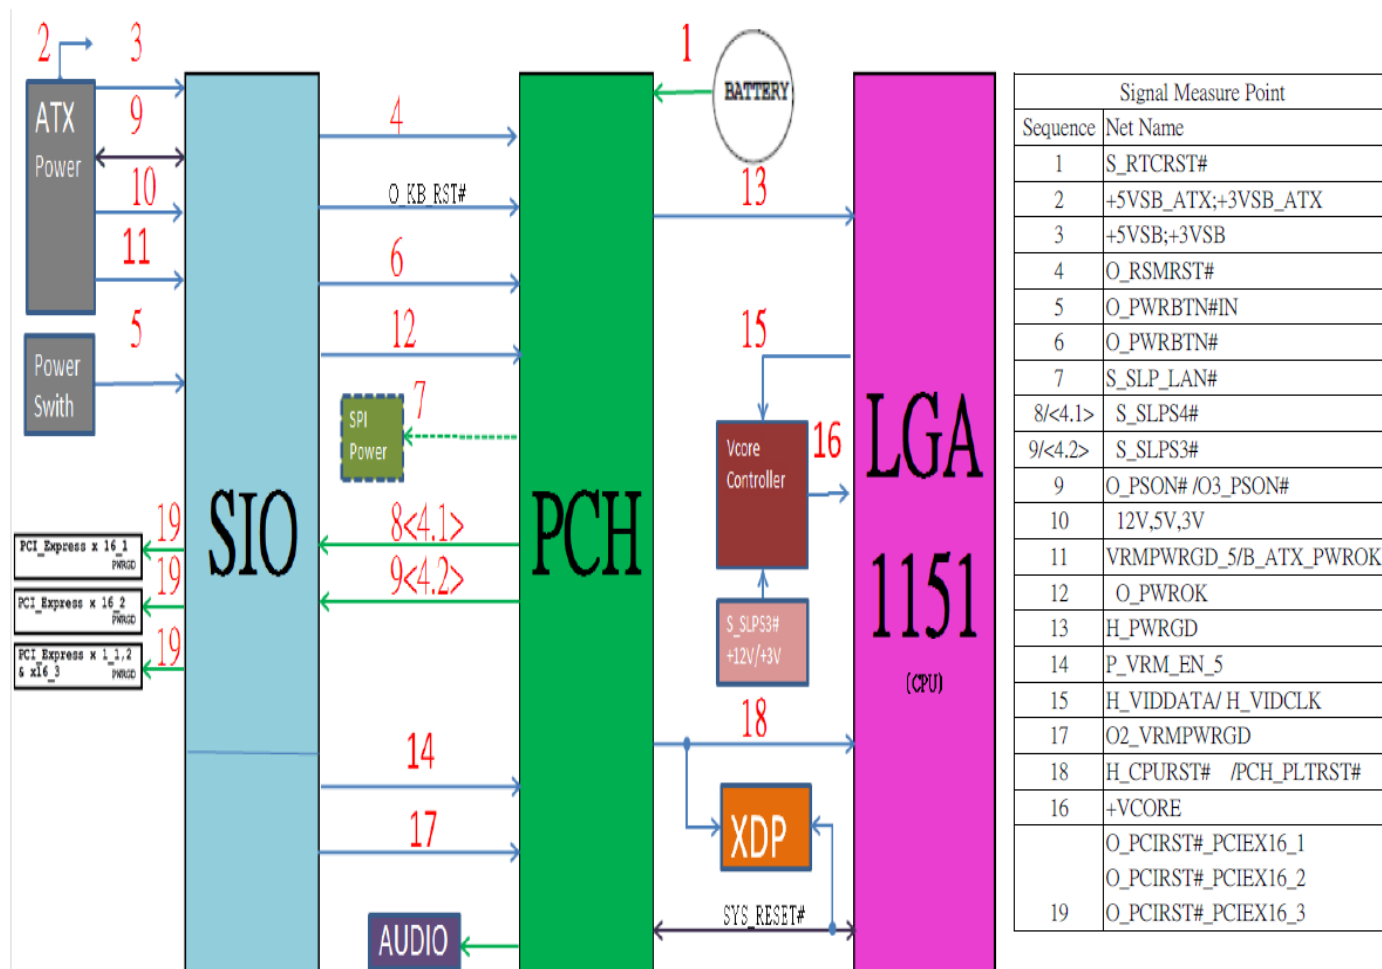 2
3
1
ATX
Power
9
10
11
5
Power
Swith
4
O_KB_RST#
6
12
7
SPI
Power
8<4.1>
9<4.2>
SIO
PCH
BATTERY
13
15
16
Vcore
Controller
S_SLPS3#
+12V/+3V
LGA
1151
(CPU)
19
PCI_Express x 16_1
PWRGD
19
PCI_Express x 16_2
PWRGD
19
PCI_Express x 1_1,2
& x16_3 PWRGD
14
17
18
XDP
SYS_RESET#
AUDIO
Signal Measure Point
Sequence Net Name
1 S_RTCRST#
2 +5VSB_ATX;+3VSB_ATX
3 +5VSB;+3VSB
4 O_RSMRST#
5 O_PWRBTN#IN
6 O_PWRBTN#
7 S_SLP_LAN#
8/<4.1> S_SLPS4#
9/<4.2> S_SLPS3#
9 O_PSON# /O3_PSON#
10 12V,5V,3V
11 VRMPWRGD_5/B_ATX_PWROK
12 O_PWROK
13 H_PWRGD
14 P_VRM_EN_5
15 H_VIDDATA/ H_VIDCLK
17 O2_VRMPWRGD
18 H_CPURST# /PCH_PLTRST#
16 +VCORE
O_PCIRST#_PCIEX16_1
O_PCIRST#_PCIEX16_2
19 O_PCIRST#_PCIEX16_3